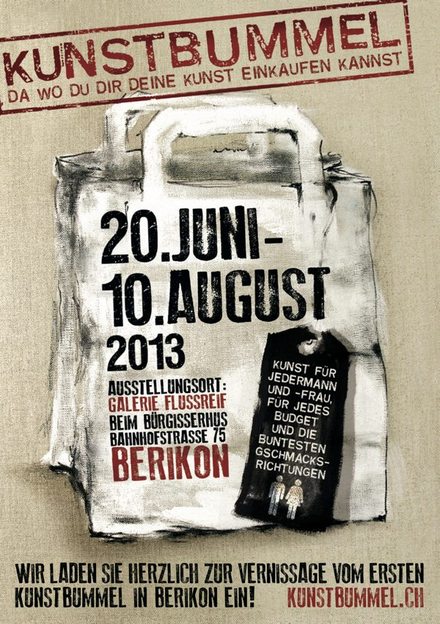 KUNSTBUMMEL
DA WO DU DIR DEINE KUNST EINKAUFEN KANNST
20.JUNI-
10.AUGUST
2013
AUSSTELLUNGSORT:
GALERIE FLUSSREIF
BEIM BÜRGISSERHUS
BAHNHOFSTRASSE 75
BERIKON
KUNST FÜR
JEDERMANN
UND -FRAU,
FÜR JEDES
BUDGET
UND DIE
BUNTESTEN
GSCHMACKS-
RICHTUNGEN
WIR LADEN SIE HERZLICH ZUR VERNISSAGE VOM ERSTEN
KUNSTBUMMEL IN BERIKON EIN! KUNSTBUMMEL.CH